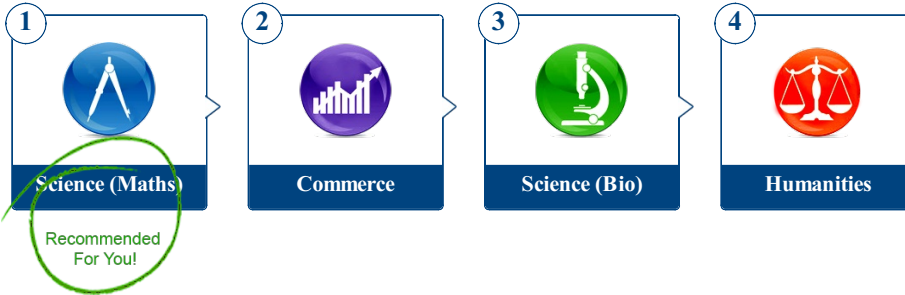 1
2
3
4
Science (Maths)
Commerce
Science (Bio)
Humanities
Recommended
For You!